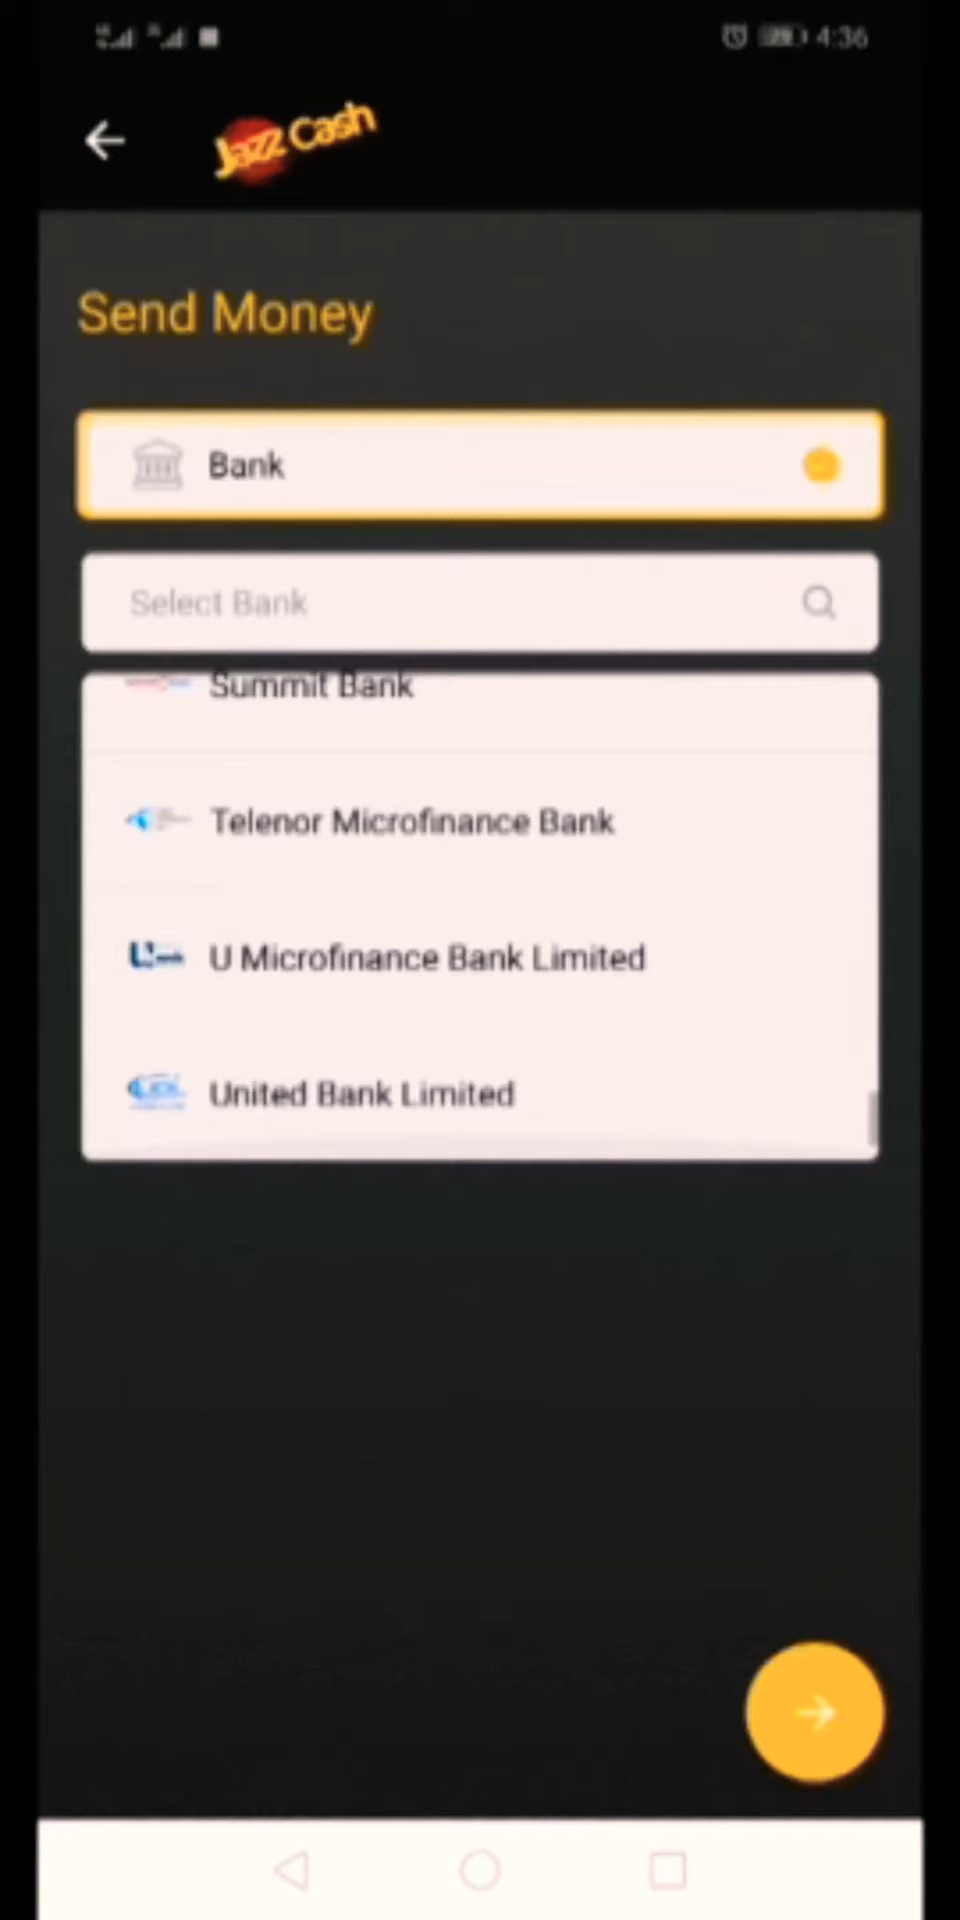 4:36
Jazz Cash
Send Money
Bank
Select Bank
Summit Bank
Telenor Microfinance Bank
U Microfinance Bank Limited
United Bank Limited